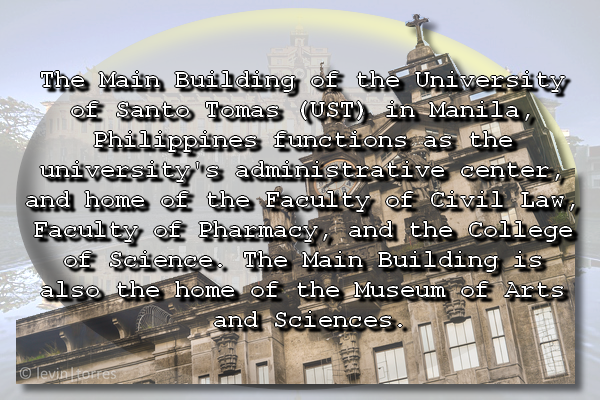 The Main Building of the University
of Santo Tomas (UST) in Manila,
Philippines functions as the
university's administrative center,
and home of the Faculty of Civil Law,
Faculty of Pharmacy, and the College
of Science. The Main Building is
also the home of the Museum of Arts
and Sciences.
© levin|torres